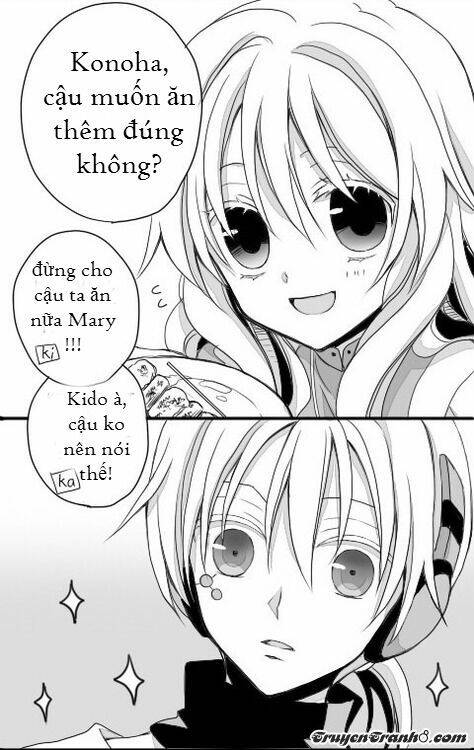 Konoha,
cậu muốn ăn
thêm đúng
không?
đừng cho
cậu ta ăn
nữa Mary
!!!
ki
Kido à,
cậu ko
nên nói
thế!
ka
TruyenTranh8.com